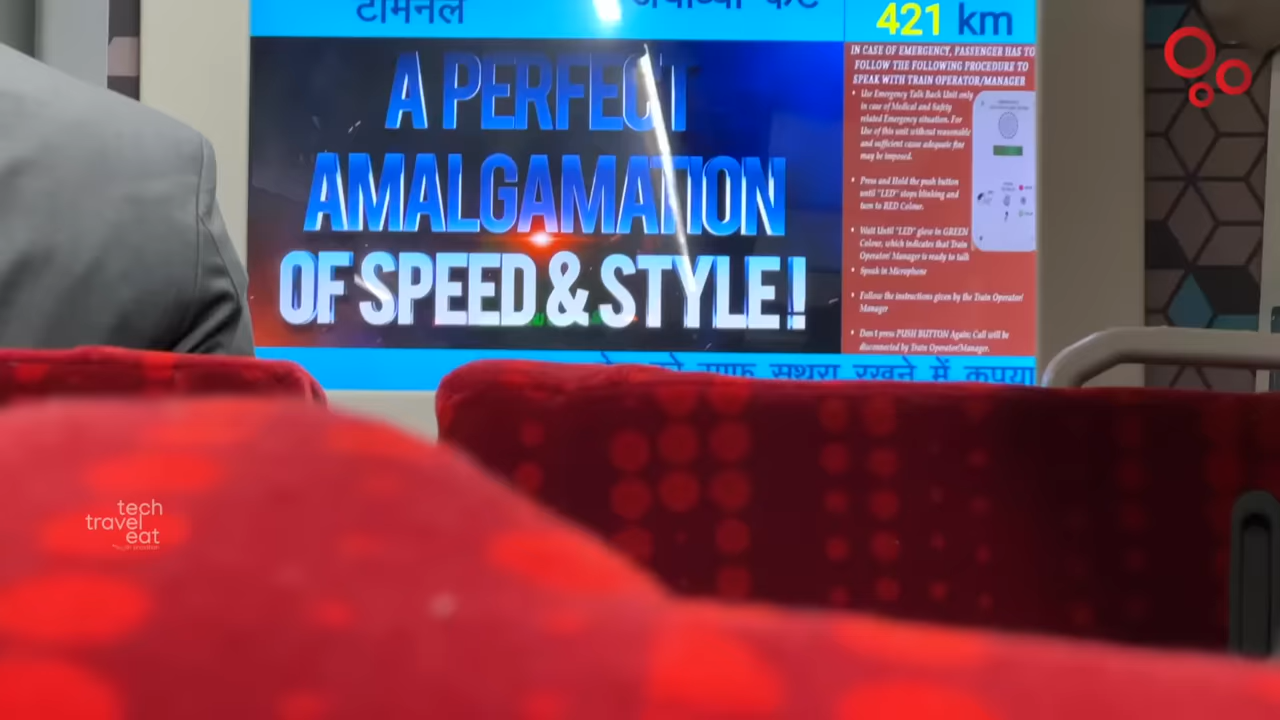 टर्मिनल
अयोध्या कैंट
421 km
A PERFECT
AMALGAMATION
OF SPEED & STYLE!
IN CASE OF EMERGENCY, PASSENGER HAS TO
FOLLOW THE FOLLOWING PROCEDURE TO
SPEAK WITH TRAIN OPERATOR/MANAGER
• Use Emergency Talk Back Unit only
in case of Medical and Safety
related Emergency situation. For
Use of this unit without reasonable
and sufficient cause adequate fine
may be imposed.
• Press and Hold the push button
until "LED" stops blinking and
turn to RED Colour.
• Wait Until "LED" glow in GREEN
Colour, which indicates that Train
Operator/ Manager is ready to talk
• Speak in Microphone
• Follow the instructions given by the Train Operator/
Manager
• Don t press PUSH BUTTON Again; Call will be
disconnected by Train Operator/Manager.
को साफ सुथरा रखने में कृपया
tech
travel
eat